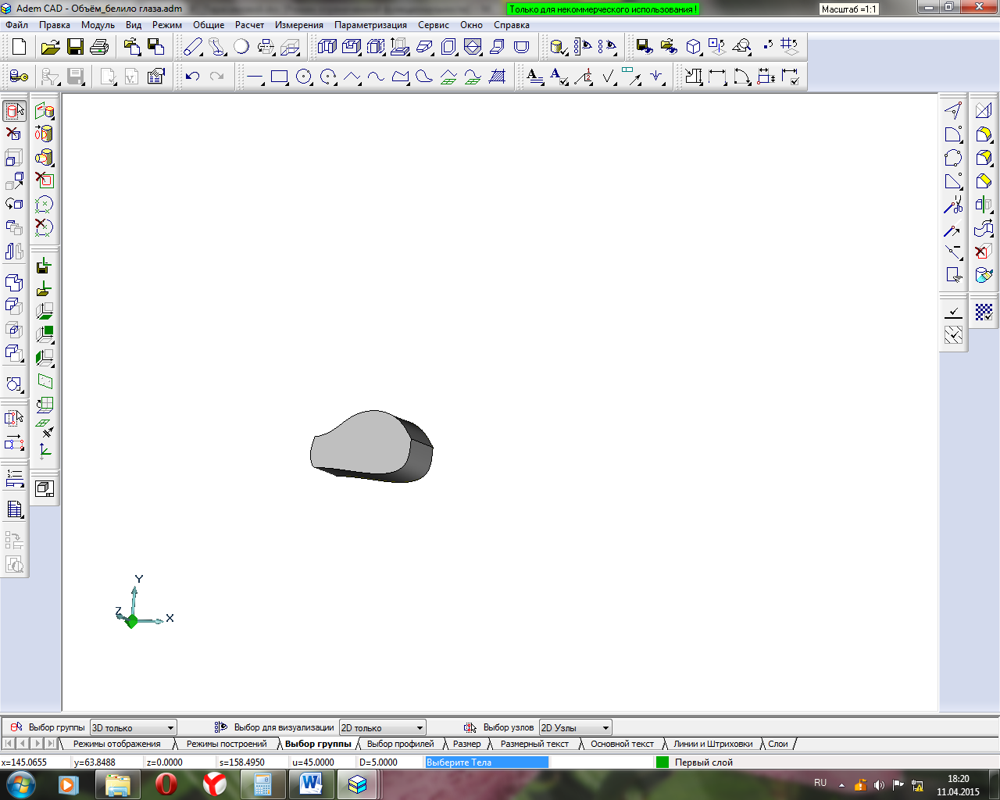 Adem CAD - Объём_белило глаза.adm
Только для некоммерческого использования !
Масштаб =1:1
Файл Правка Модуль Вид Режим Общие Расчет Измерения Параметризация Сервис Окно Справка
Y
Z
X
Выбор группы 3D только Выбор для визуализации 2D только Выбор узлов 2D Узлы
Режимы отображения Режимы построений Выбор группы Выбор профилей Размер Размерный текст Основной текст Линии и Штриховки Слои
x=145.0655 y=63.8488 z=0.0000 s=158.4950 u=45.0000 D=5.0000 Выберите Тела Первый слой
RU
18:20
11.04.2015